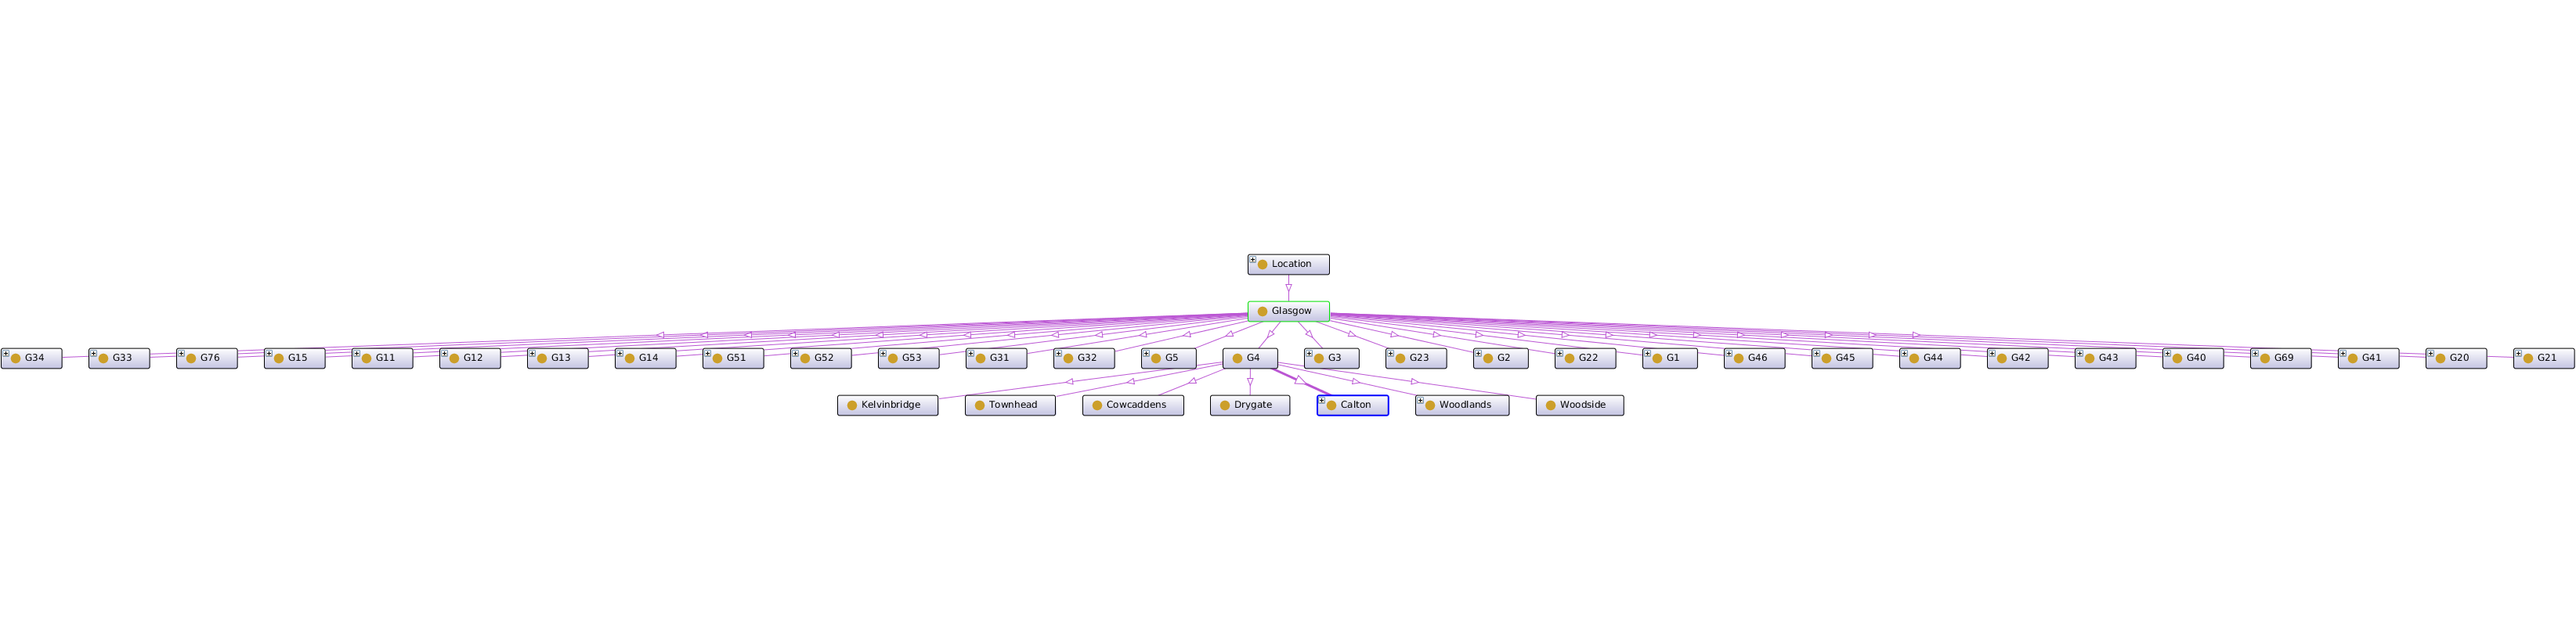 Location
Glasgow
G34 G33 G76 G15 G11 G12 G13 G14 G51 G52 G53 G31 G32 G5 G4 G3 G23 G2 G22 G1 G46 G45 G44 G42 G43 G40 G69 G41 G20 G21
Kelvinbridge Townhead Cowcaddens Drygate Calton Woodlands Woodside